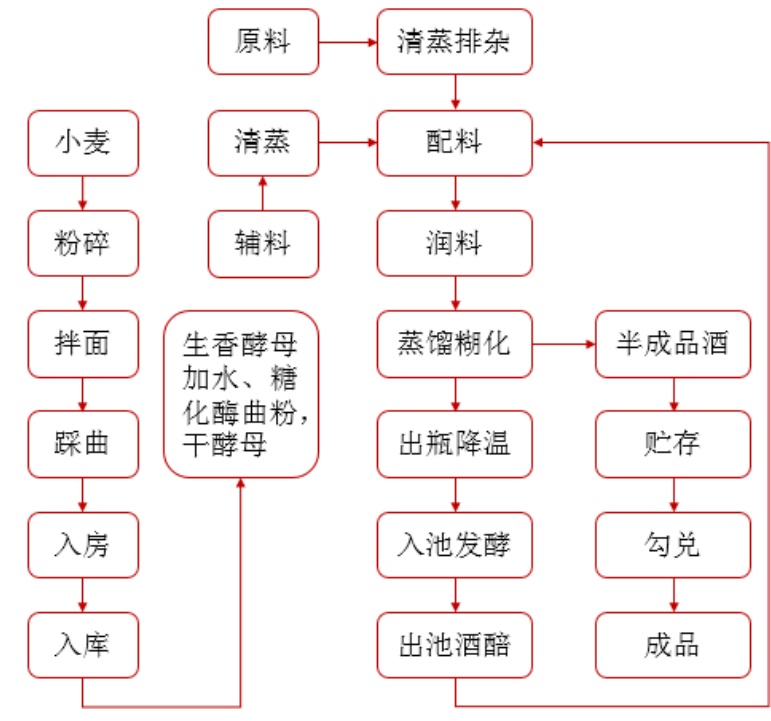 原料
清蒸排杂
小麦
清蒸
配料
粉碎
辅料
润料
拌面
生香酵母
加水、糖
化酶曲粉，
干酵母
蒸馏糊化
半成品酒
踩曲
出瓶降温
贮存
入房
入池发酵
勾兑
入库
出池酒醅
成品